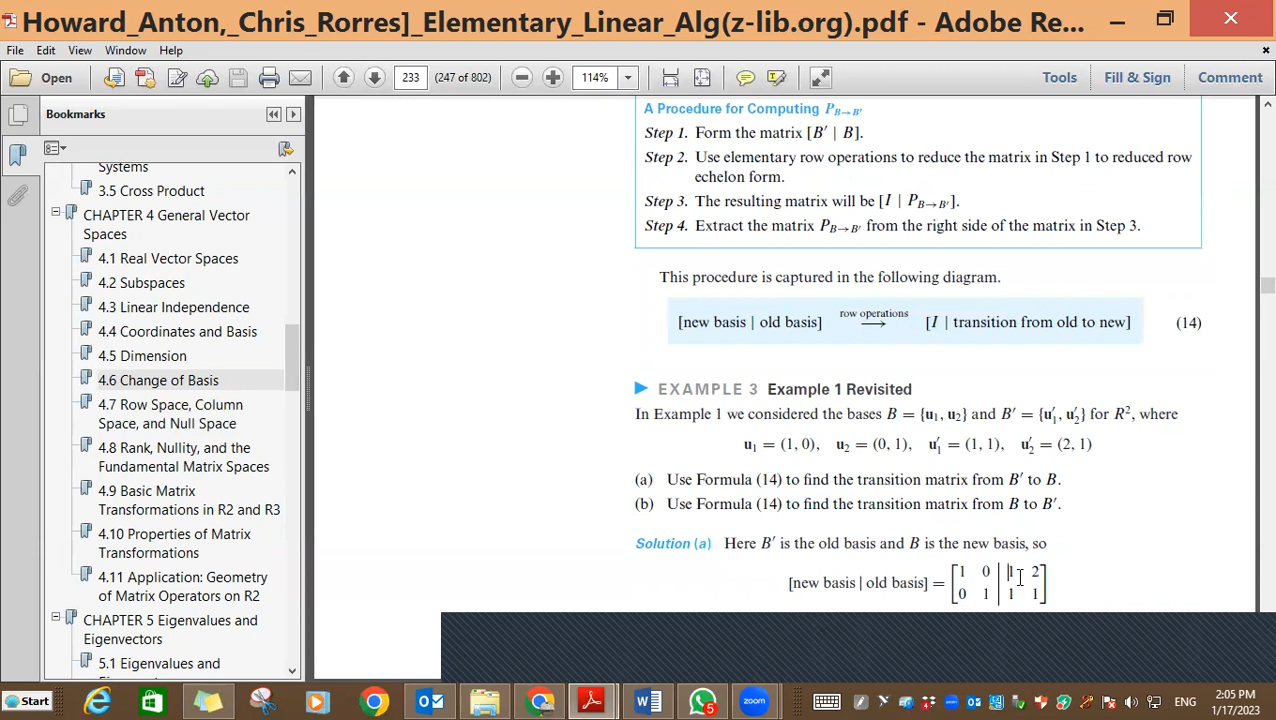 Howard_Anton,_Chris_Rorres]_Elementary_Linear_Alg(z-lib.org).pdf - Adobe Re...
File Edit View Window Help
Open 233 (247 of 802) 114% Tools Fill & Sign Comment
Bookmarks
Systems
3.5 Cross Product
CHAPTER 4 General Vector
Spaces
4.1 Real Vector Spaces
4.2 Subspaces
4.3 Linear Independence
4.4 Coordinates and Basis
4.5 Dimension
4.6 Change of Basis
4.7 Row Space, Column
Space, and Null Space
4.8 Rank, Nullity, and the
Fundamental Matrix Spaces
4.9 Basic Matrix
Transformations in R2 and R3
4.10 Properties of Matrix
Transformations
4.11 Application: Geometry
of Matrix Operators on R2
CHAPTER 5 Eigenvalues and
Eigenvectors
5.1 Eigenvalues and
A Procedure for Computing P_B→B′
Step 1. Form the matrix [B′ | B].
Step 2. Use elementary row operations to reduce the matrix in Step 1 to reduced row
echelon form.
Step 3. The resulting matrix will be [I | P_B→B′].
Step 4. Extract the matrix P_B→B′ from the right side of the matrix in Step 3.
This procedure is captured in the following diagram.
[new basis | old basis] row operations → [I | transition from old to new] (14)
EXAMPLE 3 Example 1 Revisited
In Example 1 we considered the bases B = {u₁, u₂} and B′ = {u′₁, u′₂} for R², where
u₁ = (1, 0), u₂ = (0, 1), u′₁ = (1, 1), u′₂ = (2, 1)
(a) Use Formula (14) to find the transition matrix from B′ to B.
(b) Use Formula (14) to find the transition matrix from B to B′.
Solution (a) Here B′ is the old basis and B is the new basis, so
1 0 | 1 2
[new basis | old basis] =
0 1 | 1 1
Start zoom 5 ENG 2:05 PM
1/17/2023